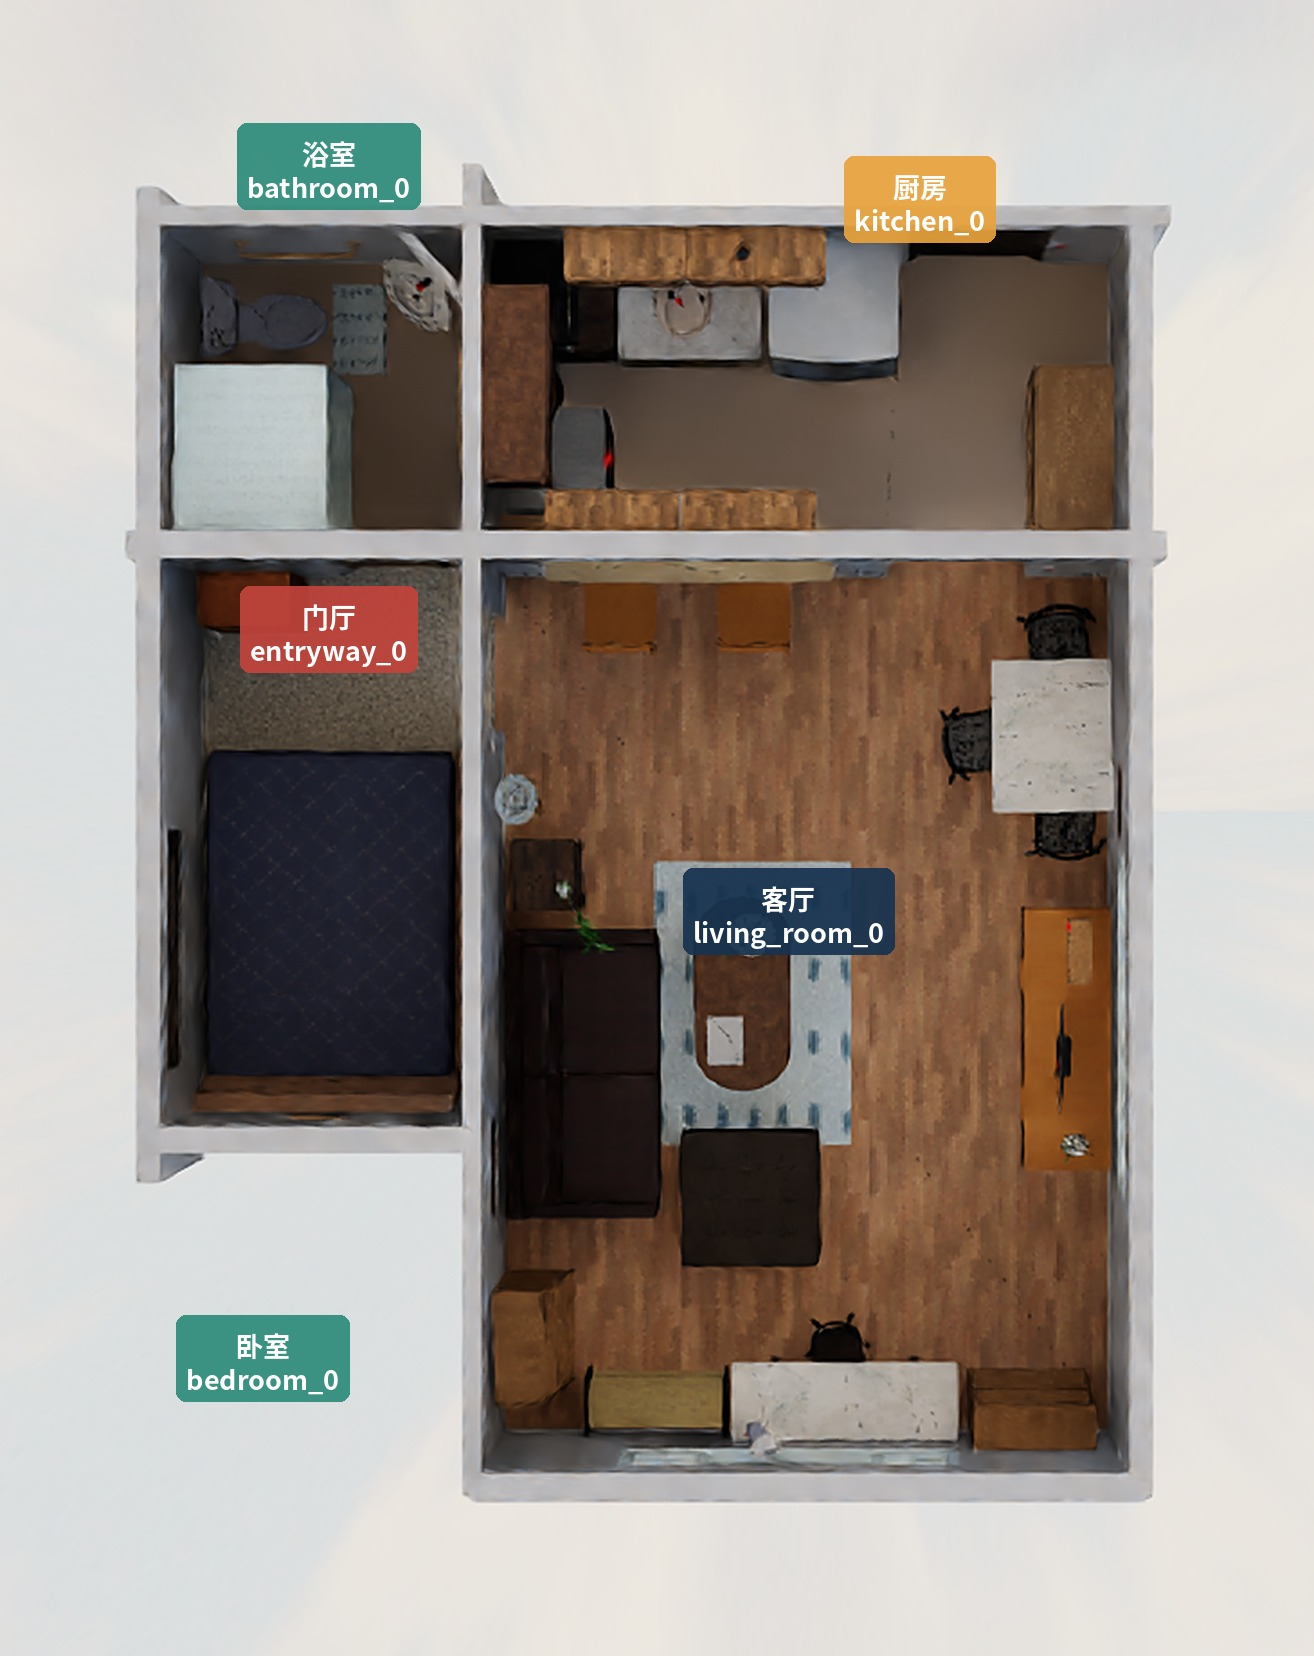 浴室
bathroom_0
厨房
kitchen_0
门厅
entryway_0
客厅
living_room_0
卧室
bedroom_0